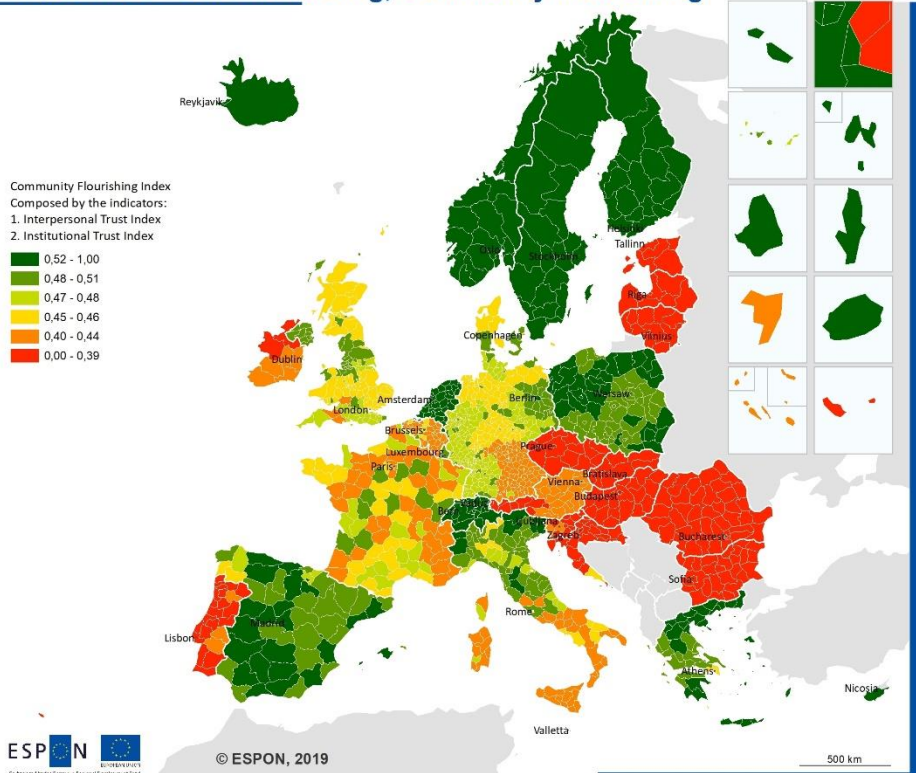 Reykjavik
Community Flourishing Index
Composed by the indicators:
1. Interpersonal Trust Index
2. Institutional Trust Index
0,52 - 1,00
0,48 - 0,51
0,47 - 0,48
0,45 - 0,46
0,40 - 0,44
0,00 - 0,39
Oslo
Stockholm
Helsinki
Tallinn
Riga
Vilnius
Copenhagen
Dublin
London
Amsterdam
Berlin
Warsaw
Brussels
Luxembourg
Paris
Prague
Bratislava
Vienna
Budapest
Bern
Vaduz
Ljubljana
Zagreb
Bucharest
Sofia
Rome
Madrid
Lisbon
Athens
Valletta
Nicosia
ESPON
EUROPEAN UNION
© ESPON, 2019
500 km